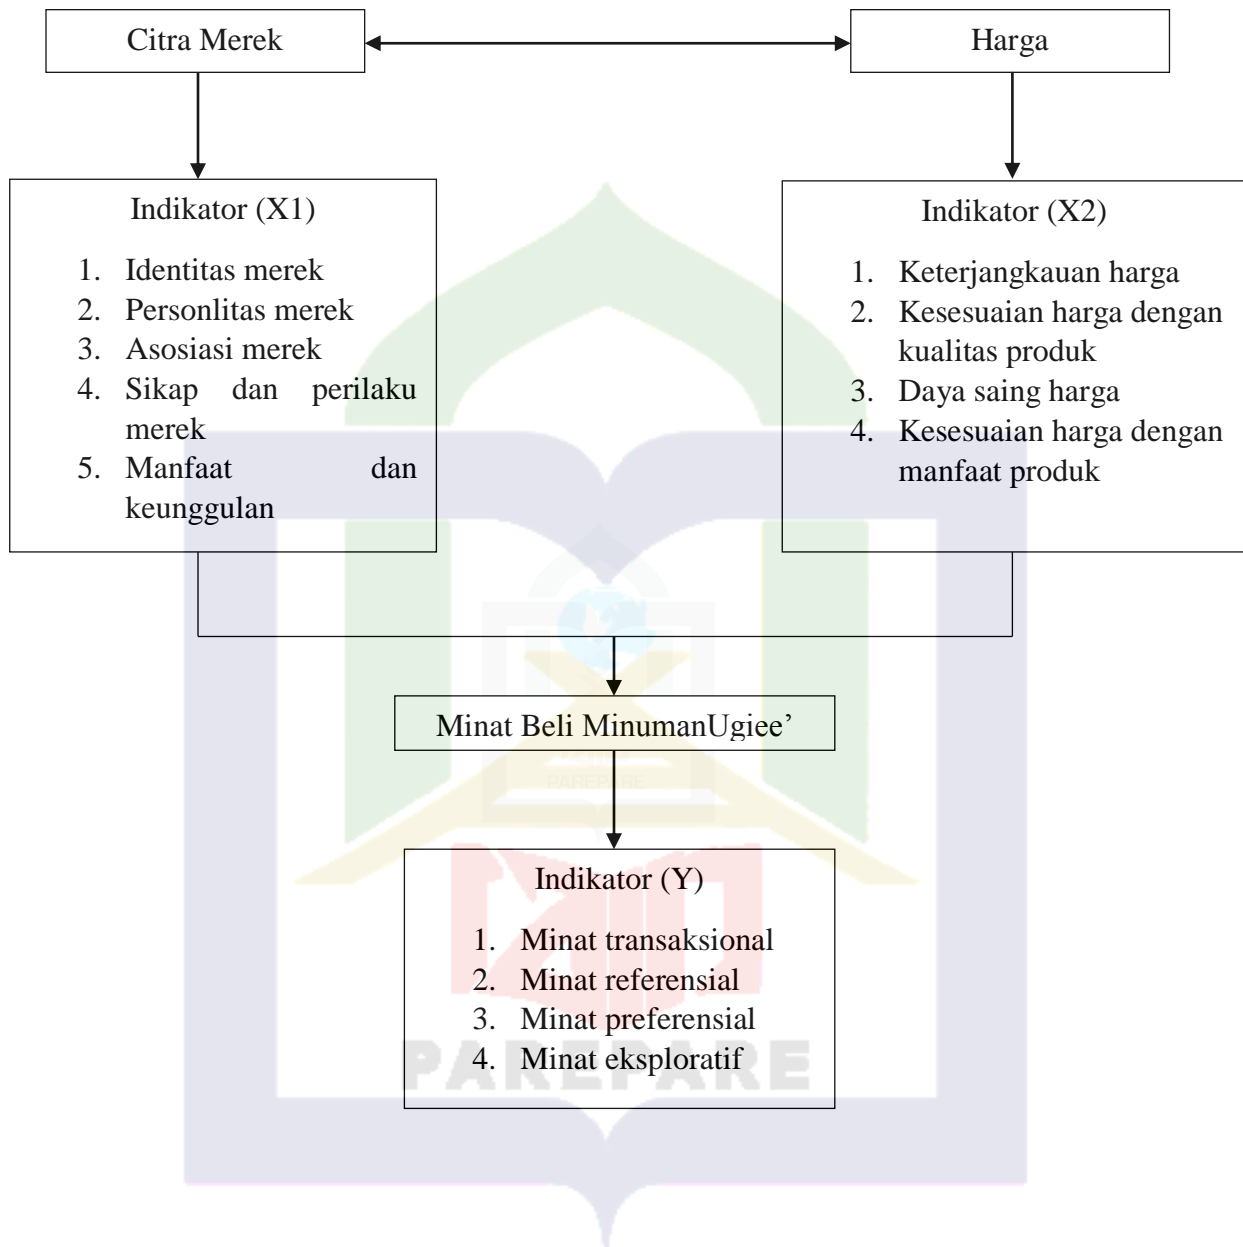 Citra Merek
Harga
Indikator (X1)
1. Identitas merek
2. Personlitas merek
3. Asosiasi merek
4. Sikap dan perilaku
merek
5. Manfaat dan
keunggulan
Indikator (X2)
1. Keterjangkauan harga
2. Kesesuaian harga dengan
kualitas produk
3. Daya saing harga
4. Kesesuaian harga dengan
manfaat produk
Minat Beli MinumanUgiee’
PAREPARE
Indikator (Y)
1. Minat transaksional
2. Minat referensial
3. Minat preferensial
4. Minat eksploratif
PAREPARE